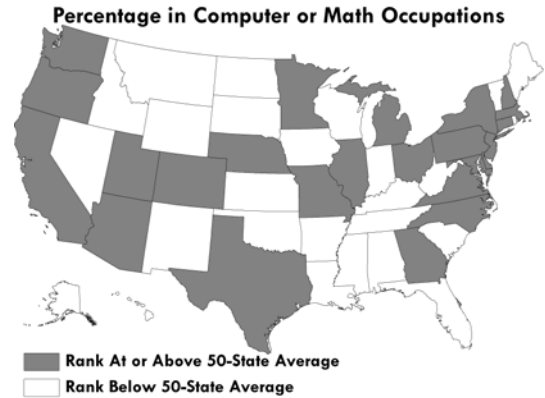 Percentage in Computer or Math Occupations
Rank At or Above 50-State Average
Rank Below 50-State Average